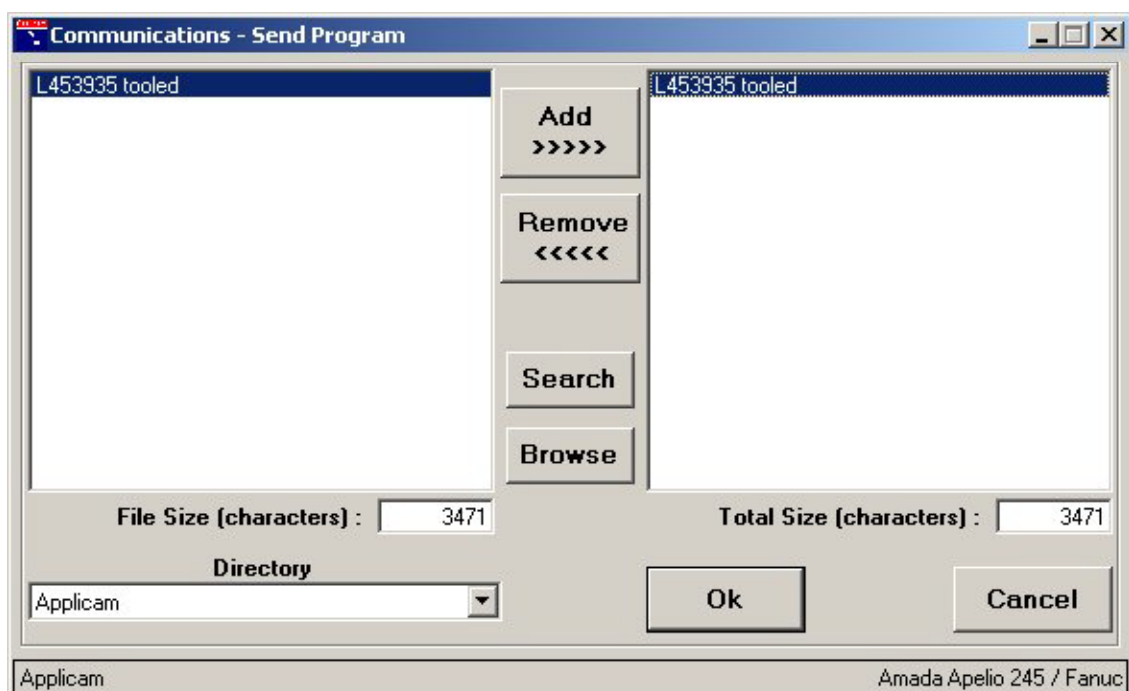 Communications - Send Program
L453935 tooled
L453935 tooled
Add
>>>>>
Remove
<<<<<
Search
Browse
File Size (characters) : 3471
Total Size (characters) : 3471
Directory
Applicam
Ok
Cancel
Applicam
Amada Apelio 245 / Fanuc